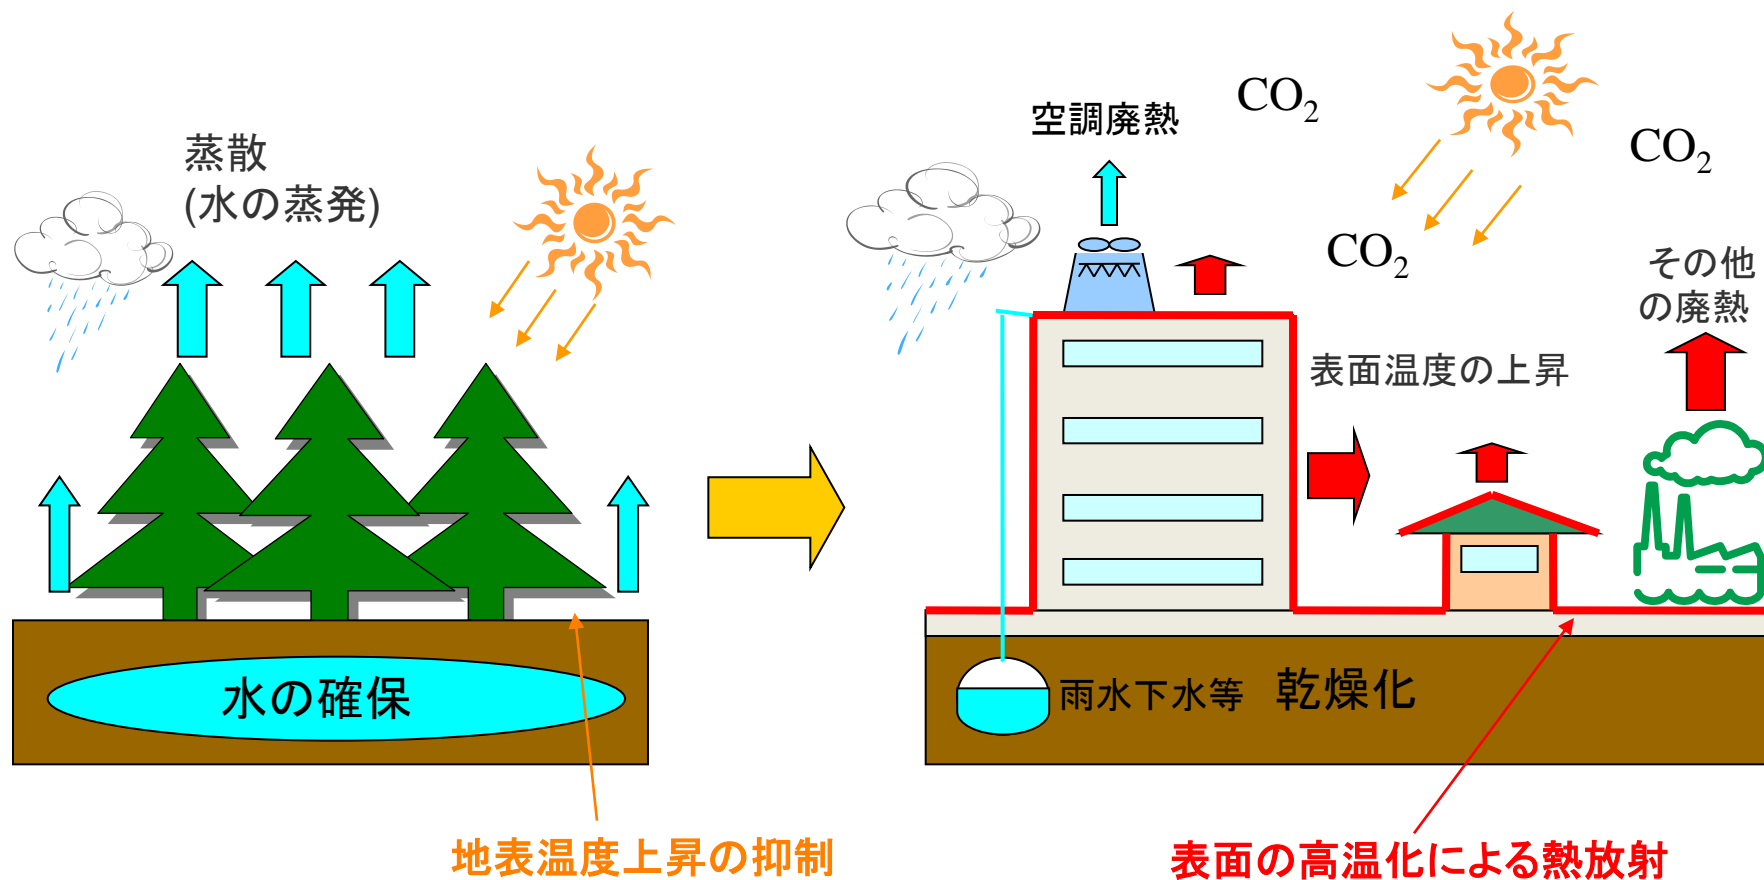 蒸散
(水の蒸発)
水の確保
地表温度上昇の抑制
空調廃熱
CO₂
CO₂
CO₂
その他
の廃熱
表面温度の上昇
雨水下水等
乾燥化
表面の高温化による熱放射